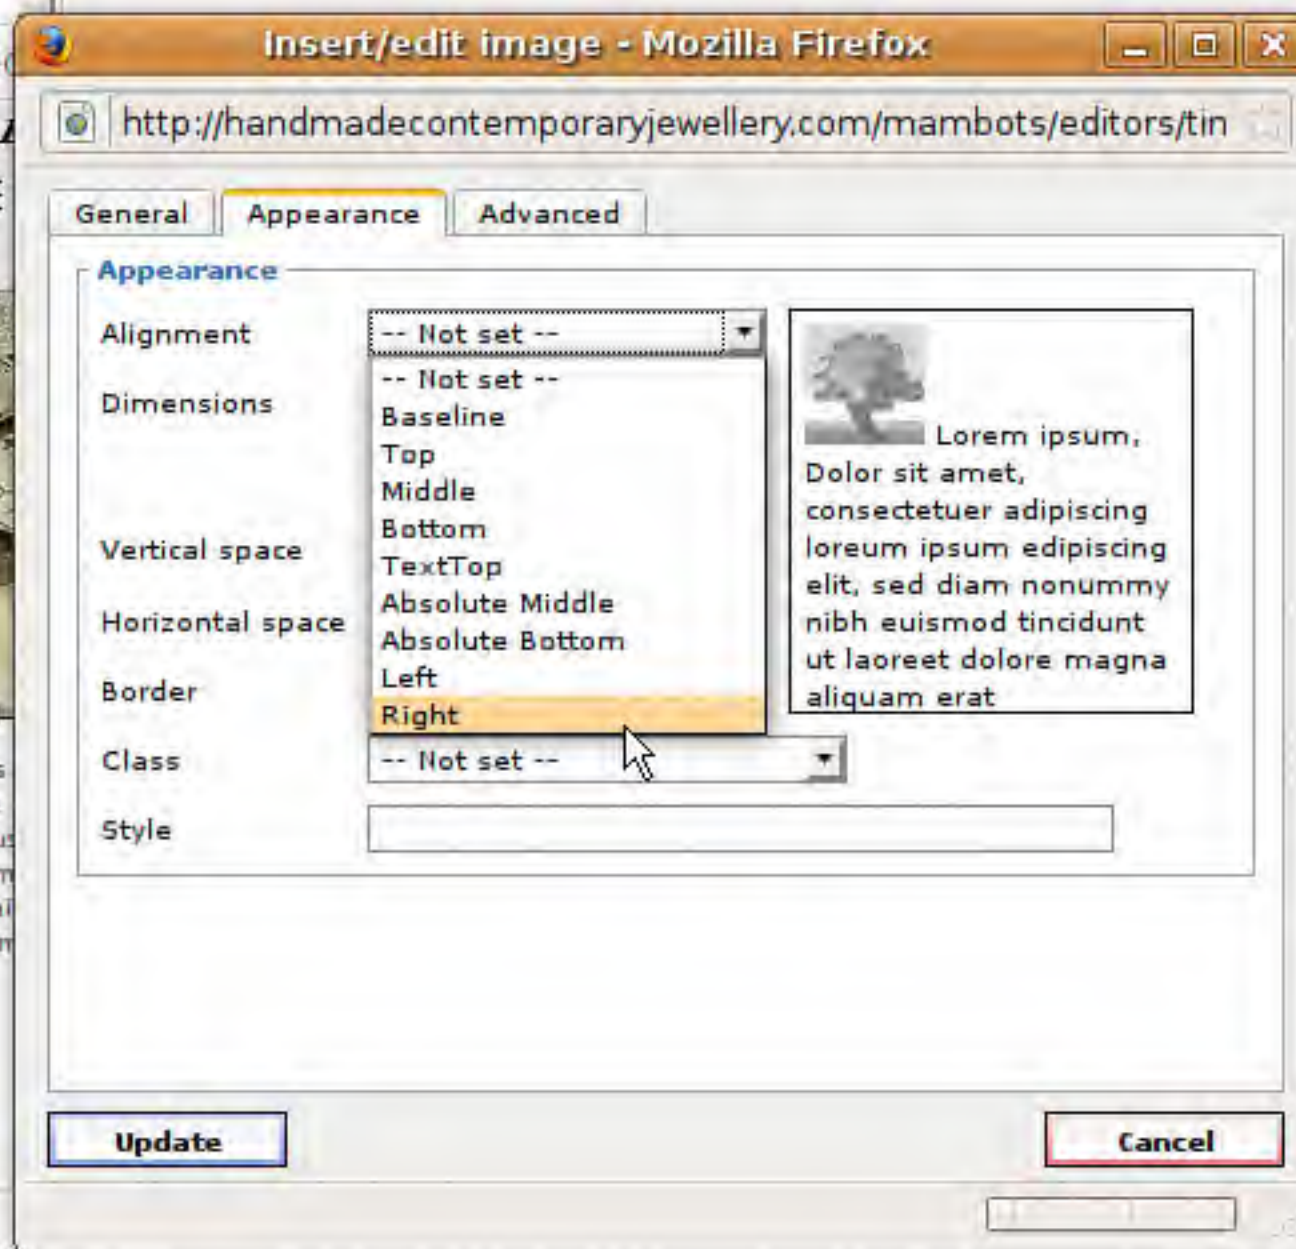 Insert/edit image - Mozilla Firefox
http://handmadecontemporaryjewellery.com/mambots/editors/tin
General Appearance Advanced
Appearance
Alignment -- Not set --
-- Not set --
Dimensions
Baseline
Top
Middle
Bottom
TextTop
Vertical space
Absolute Middle
Horizontal space
Absolute Bottom
Left
Border
Right
Lorem ipsum,
Dolor sit amet,
consectetuer adipiscing
loreum ipsum edipiscing
elit, sed diam nonummy
nibh euismod tincidunt
ut laoreet dolore magna
aliquam erat
Class -- Not set --
Style
Update Cancel